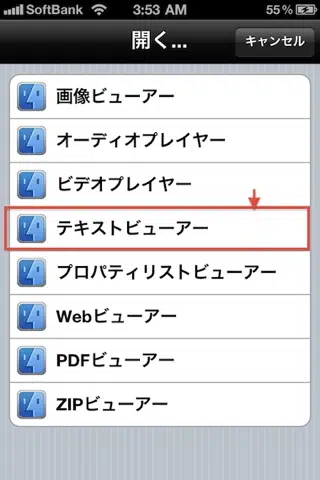 SoftBank 3:53 AM 55%
開く... キャンセル
画像ビューアー
オーディオプレイヤー
ビデオプレイヤー
テキストビューアー
プロパティリストビューアー
Webビューアー
PDFビューアー
ZIPビューアー